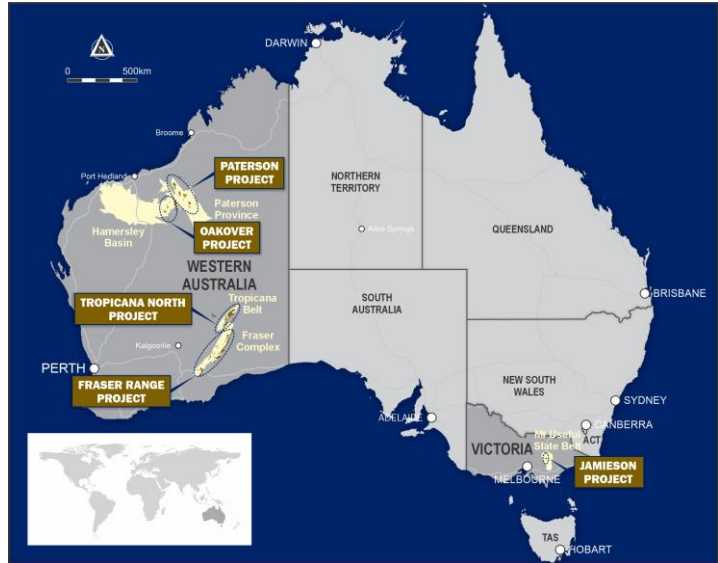 DARWIN
N
0 500km
Broome
PATERSON
PROJECT
Port Hedland
NORTHERN
TERRITORY
Paterson
Province
Hamersley
Basin
OAKOVER
PROJECT
Alice Springs
QUEENSLAND
WESTERN
AUSTRALIA
TROPICANA NORTH
PROJECT
Tropicana
Belt
SOUTH
AUSTRALIA
BRISBANE
Kalgoorlie
Fraser
Complex
PERTH
FRASER RANGE
PROJECT
NEW SOUTH
WALES
SYDNEY
ADELAIDE
CANBERRA
ACT
Mt Useful
State Belt
VICTORIA
MELBOURNE
JAMIESON
PROJECT
TAS
HOBART